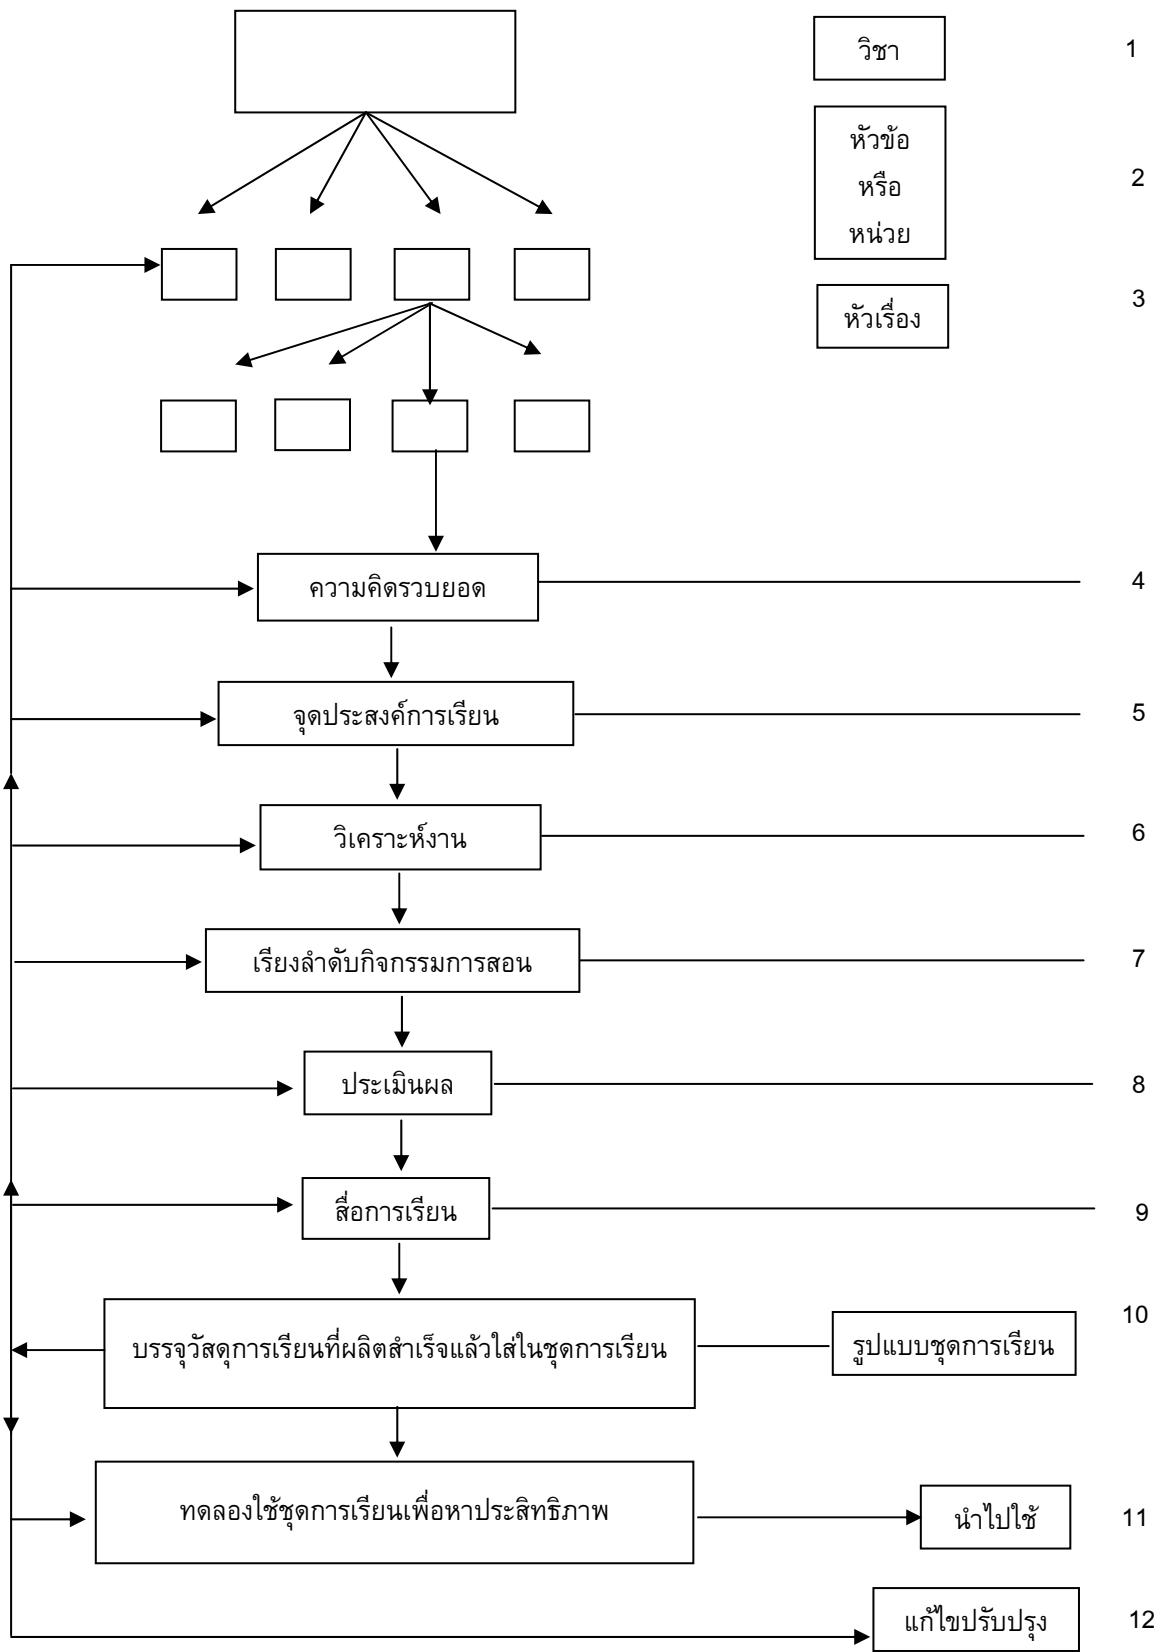 วิชา 1
หัวข้อ
หรือ 2
หน่วย
หัวเรื่อง 3
ความคิดรวบยอด 4
จุดประสงค์การเรียน 5
วิเคราะห์งาน 6
เรียงลำดับกิจกรรมการสอน 7
ประเมินผล 8
สื่อการเรียน 9
บรรจุวัสดุการเรียนที่ผลิตสำเร็จแล้วใส่ในชุดการเรียน รูปแบบชุดการเรียน 10
ทดลองใช้ชุดการเรียนเพื่อหาประสิทธิภาพ นำไปใช้ 11
แก้ไขปรับปรุง 12